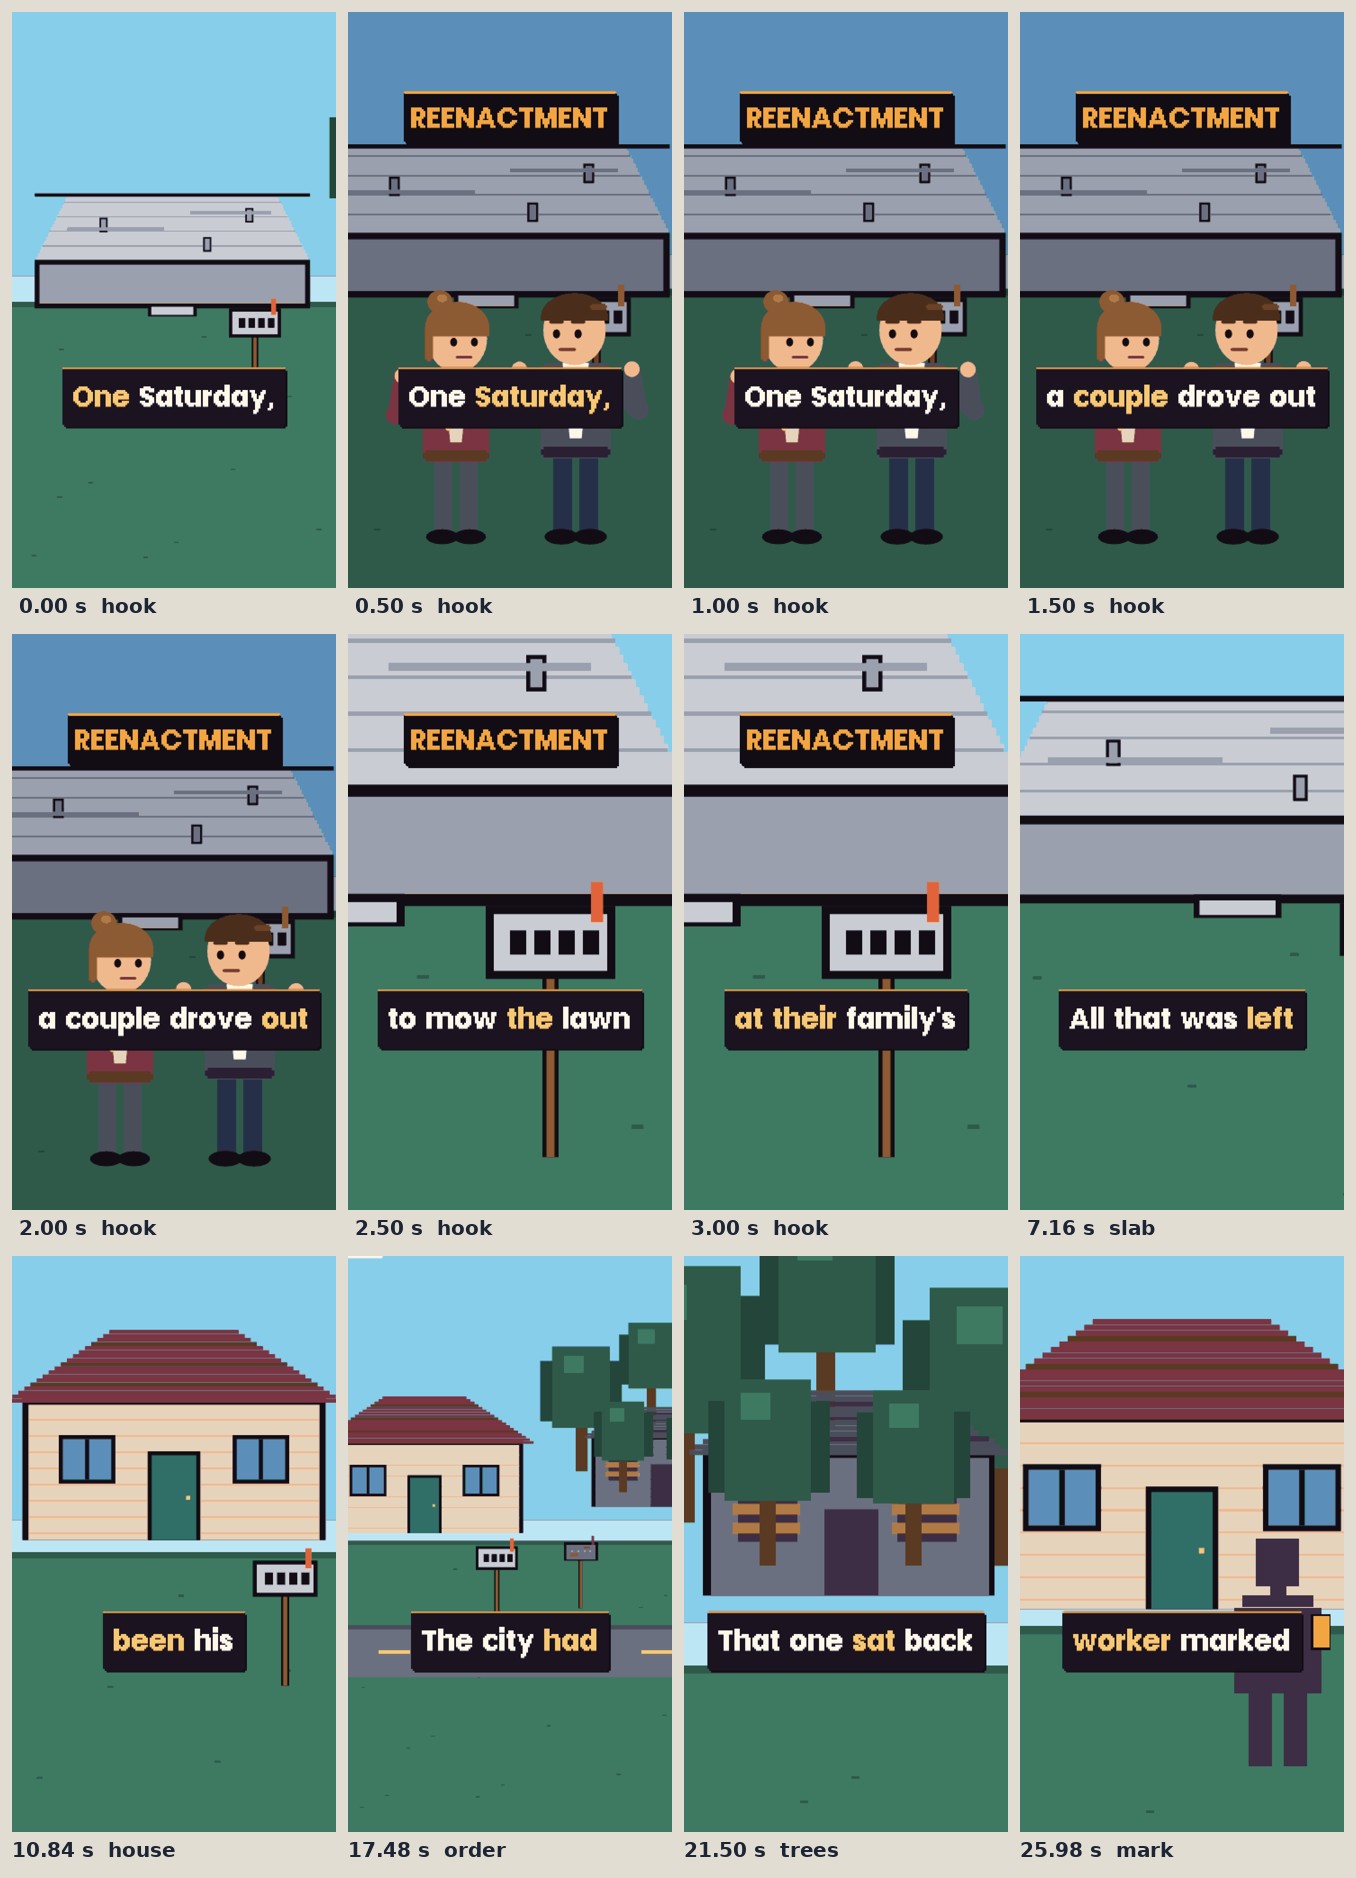 One Saturday,
0.00 s hook
REENACTMENT
One Saturday,
0.50 s hook
REENACTMENT
One Saturday,
1.00 s hook
REENACTMENT
a couple drove out
1.50 s hook
REENACTMENT
a couple drove out
2.00 s hook
REENACTMENT
to mow the lawn
2.50 s hook
REENACTMENT
at their family's
3.00 s hook
All that was left
7.16 s slab
been his
10.84 s house
The city had
17.48 s order
That one sat back
21.50 s trees
worker marked
25.98 s mark